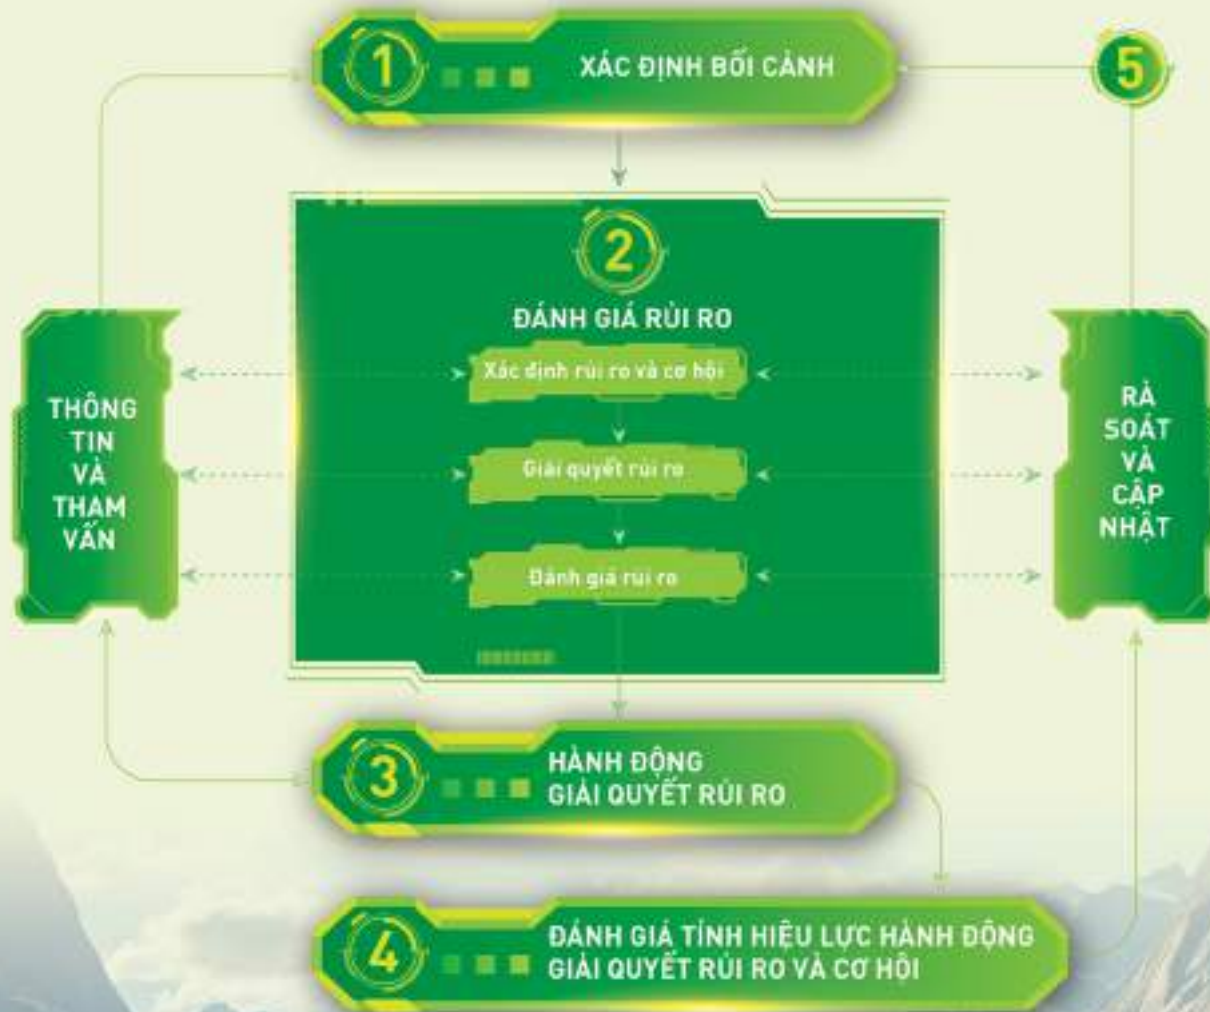 1
XÁC ĐỊNH BỐI CẢNH
5
2
ĐÁNH GIÁ RỦI RO
Xác định rủi ro và cơ hội
Giải quyết rủi ro
Đánh giá rủi ro
THÔNG
TIN
VÀ
THAM
VẤN
RÀ
SOÁT
VÀ
CẬP
NHẬT
3
HÀNH ĐỘNG
GIẢI QUYẾT RỦI RO
4
ĐÁNH GIÁ TÍNH HIỆU LỰC HÀNH ĐỘNG
GIẢI QUYẾT RỦI RO VÀ CƠ HỘI